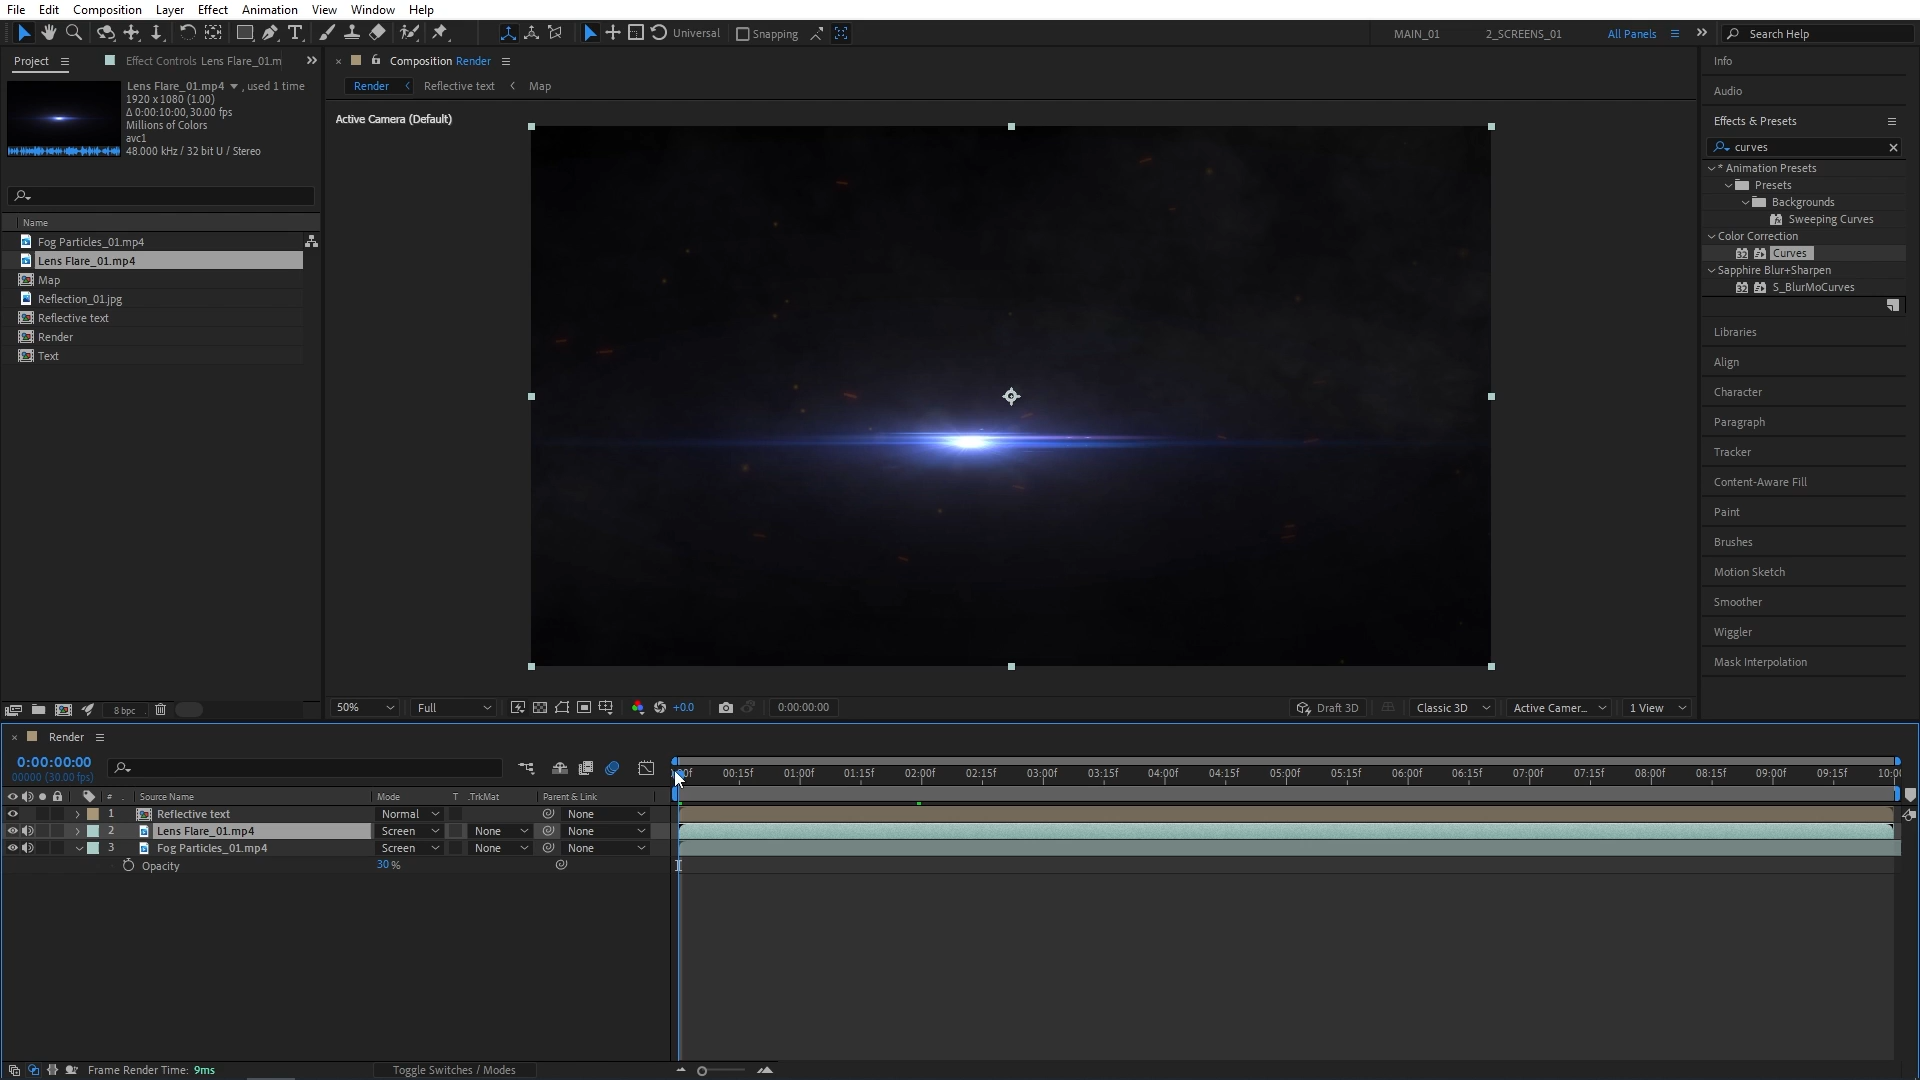 File Edit Composition Layer Effect Animation View Window Help
Universal Snapping MAIN_01 2_SCREENS_01 All Panels Search Help
Project Effect Controls Lens Flare_01.m
Composition Render
Info
Lens Flare_01.mp4 , used 1 time
1920 x 1080 (1.00)
Δ 0:00:10:00, 30.00 fps
Millions of Colors
avc1
48.000 kHz / 32 bit U / Stereo
Render Reflective text Map
Active Camera (Default)
Audio
Effects & Presets
curves
* Animation Presets
Presets
Backgrounds
Sweeping Curves
Color Correction
32 Curves
Sapphire Blur+Sharpen
32 S_BlurMoCurves
Name
Fog Particles_01.mp4
Lens Flare_01.mp4
Map
Reflection_01.jpg
Reflective text
Render
Text
Libraries
Align
Character
Paragraph
Tracker
Content-Aware Fill
Paint
Brushes
Motion Sketch
Smoother
Wiggler
Mask Interpolation
8 bpc
50% Full +0.0 0:00:00:00 Draft 3D Classic 3D Active Camer... 1 View
Render
0:00:00:00
00000 (30.00 fps)
00f 00:15f 01:00f 01:15f 02:00f 02:15f 03:00f 03:15f 04:00f 04:15f 05:00f 05:15f 06:00f 06:15f 07:00f 07:15f 08:00f 08:15f 09:00f 09:15f 10:00
# . Source Name Mode T .TrkMat Parent & Link
1 Reflective text Normal None
2 Lens Flare_01.mp4 Screen None None
3 Fog Particles_01.mp4 Screen None None
Opacity 30 %
Frame Render Time: 9ms Toggle Switches / Modes